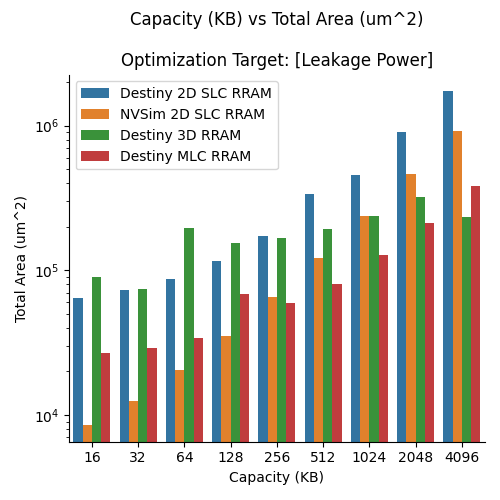 Capacity (KB) vs Total Area (um^2)
Optimization Target: [Leakage Power]
Destiny 2D SLC RRAM
NVSim 2D SLC RRAM
Destiny 3D RRAM
Destiny MLC RRAM
Total Area (um^2)
10^6
10^5
10^4
16 32 64 128 256 512 1024 2048 4096
Capacity (KB)